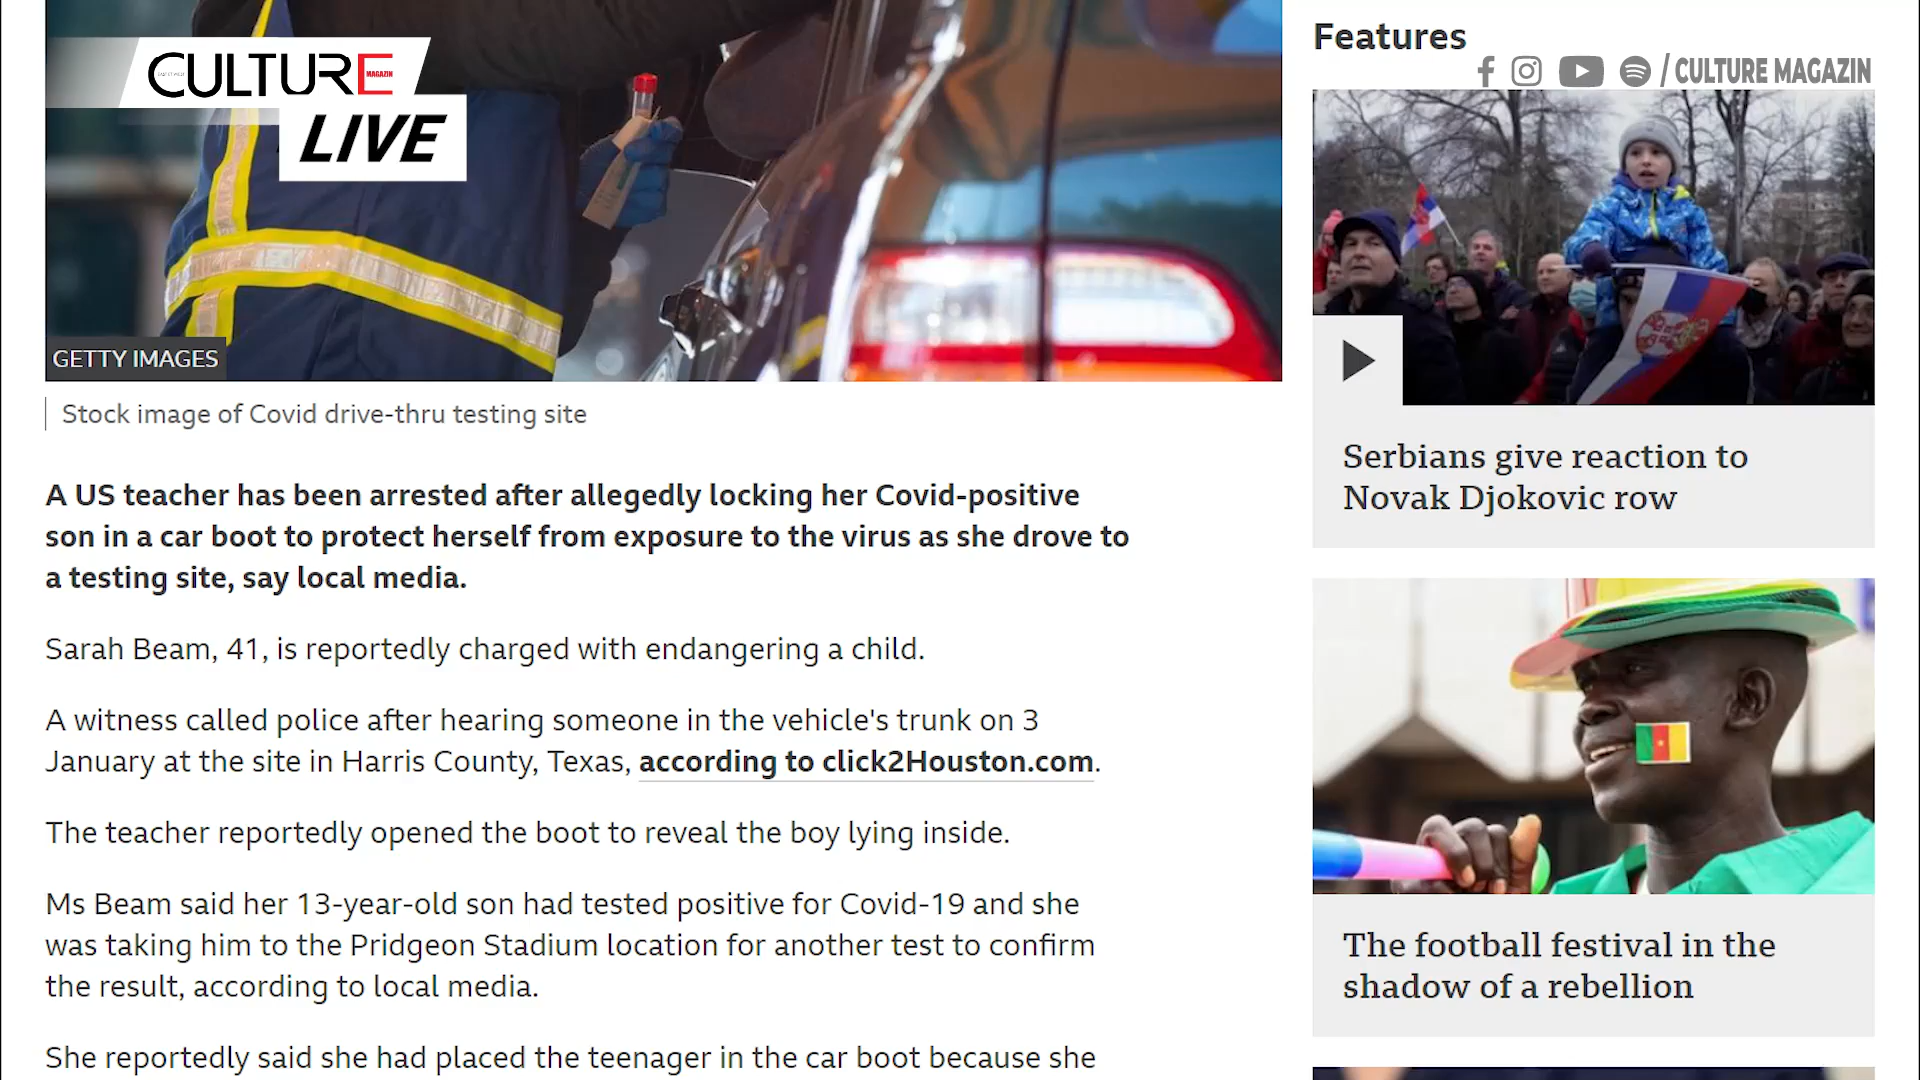 CULTURE
MAGAZIN
LIVE
GETTY IMAGES
Stock image of Covid drive-thru testing site
A US teacher has been arrested after allegedly locking her Covid-positive
son in a car boot to protect herself from exposure to the virus as she drove to
a testing site, say local media.
Sarah Beam, 41, is reportedly charged with endangering a child.
A witness called police after hearing someone in the vehicle's trunk on 3
January at the site in Harris County, Texas, according to click2Houston.com.
The teacher reportedly opened the boot to reveal the boy lying inside.
Ms Beam said her 13-year-old son had tested positive for Covid-19 and she
was taking him to the Pridgeon Stadium location for another test to confirm
the result, according to local media.
She reportedly said she had placed the teenager in the car boot because she
Features
/ CULTURE MAGAZIN
Serbians give reaction to
Novak Djokovic row
The football festival in the
shadow of a rebellion